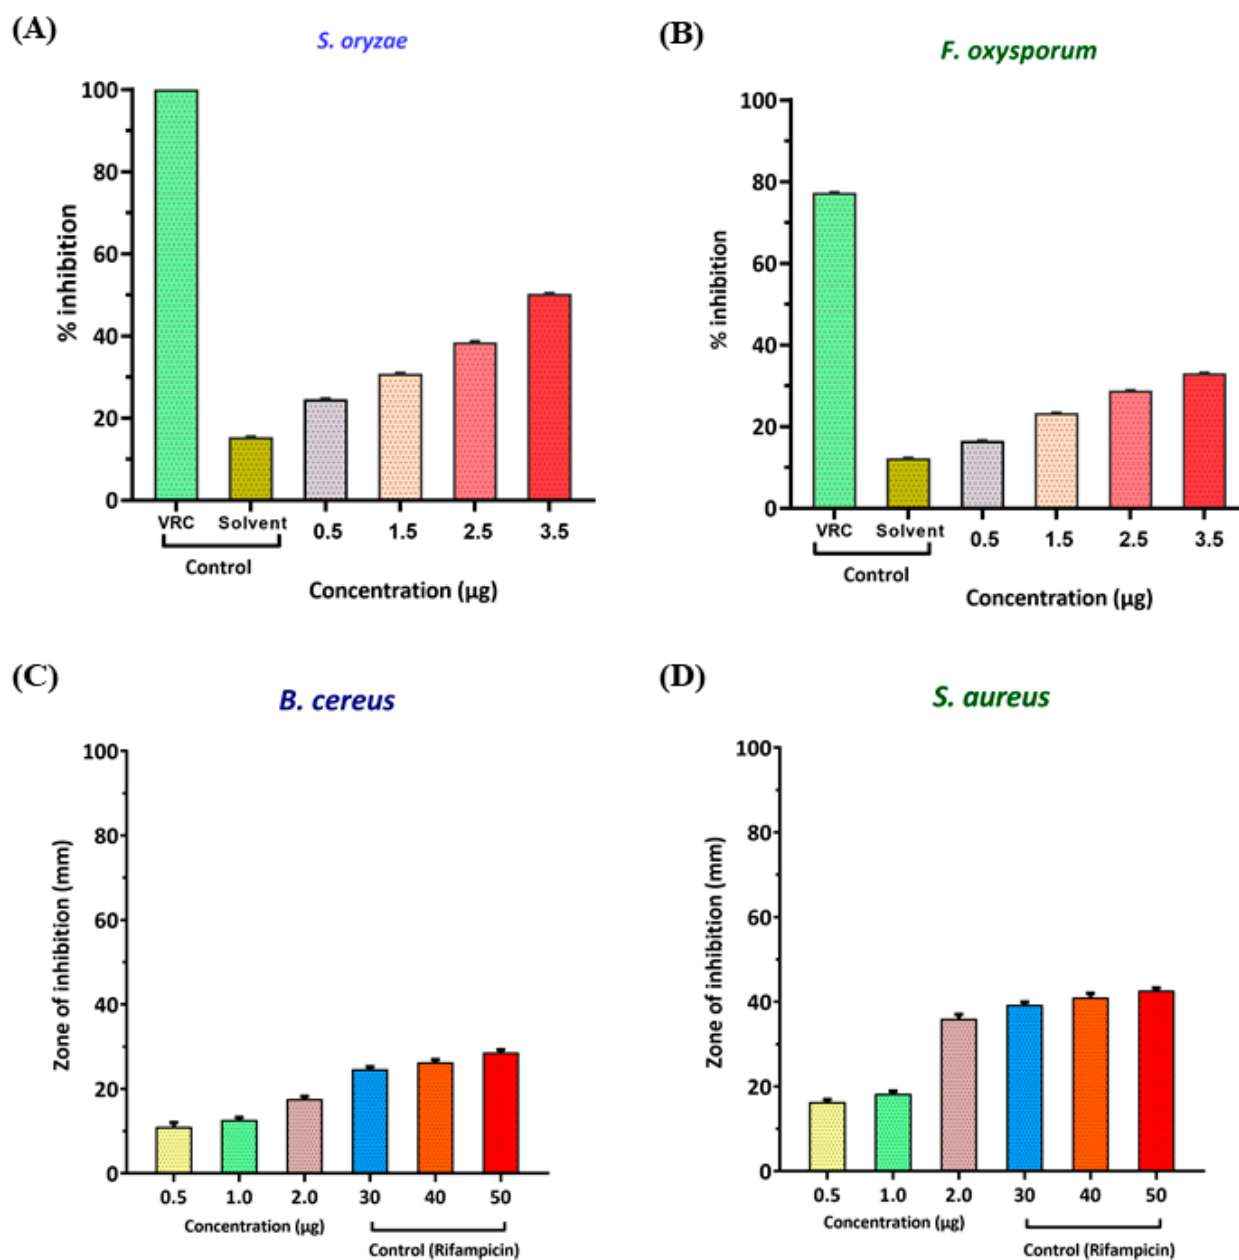 (A)
S. oryzae
% inhibition
100
80
60
40
20
0
VRC Solvent 0.5 1.5 2.5 3.5
Control
Concentration (µg)
(B)
F. oxysporum
% inhibition
100
80
60
40
20
0
VRC Solvent 0.5 1.5 2.5 3.5
Control
Concentration (µg)
(C)
B. cereus
Zone of inhibition (mm)
100
80
60
40
20
0
0.5 1.0 2.0 30 40 50
Concentration (µg)
Control (Rifampicin)
(D)
S. aureus
Zone of inhibition (mm)
100
80
60
40
20
0
0.5 1.0 2.0 30 40 50
Concentration (µg)
Control (Rifampicin)